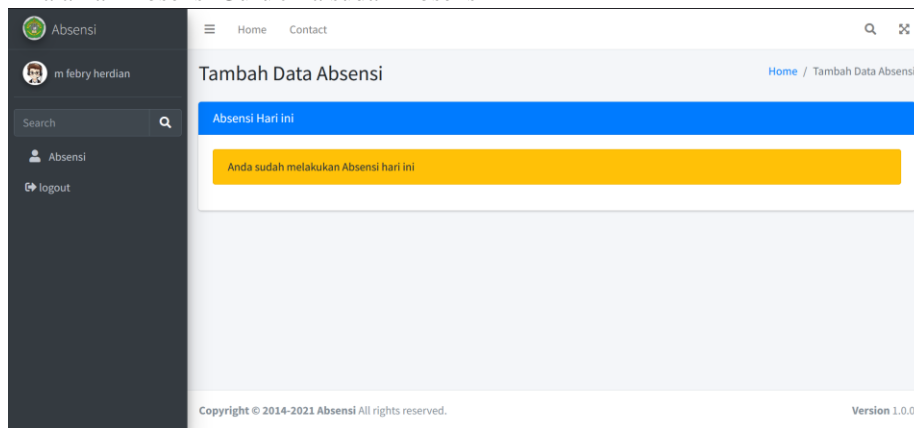 Absensi
Home Contact
m febry herdian
Tambah Data Absensi
Home / Tambah Data Absensi
Search
Absensi Hari ini
Absensi
Anda sudah melakukan Absensi hari ini
logout
Copyright © 2014-2021 Absensi All rights reserved.
Version 1.0.0